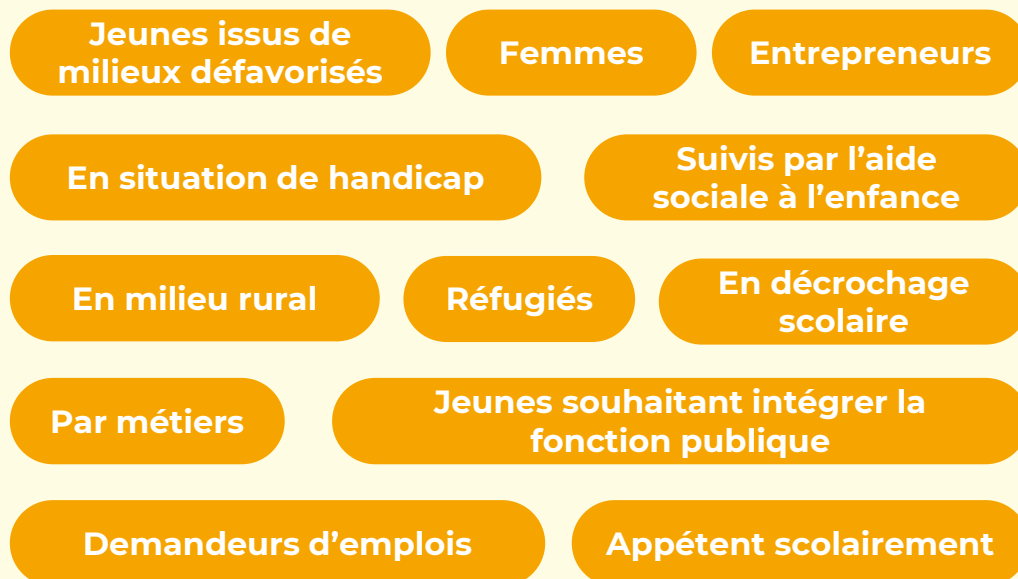 Jeunes issus de
milieux défavorisés
Femmes
Entrepreneurs
En situation de handicap
Suivis par l’aide
sociale à l’enfance
En milieu rural
Réfugiés
En décrochage
scolaire
Par métiers
Jeunes souhaitant intégrer la
fonction publique
Demandeurs d’emplois
Appétent scolairement